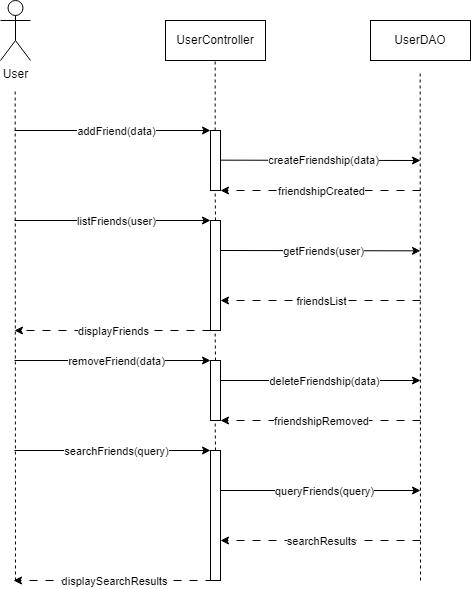 UserController
UserDAO
User
addFriend(data)
createFriendship(data)
friendshipCreated
listFriends(user)
getFriends(user)
friendsList
displayFriends
removeFriend(data)
deleteFriendship(data)
friendshipRemoved
searchFriends(query)
queryFriends(query)
searchResults
displaySearchResults